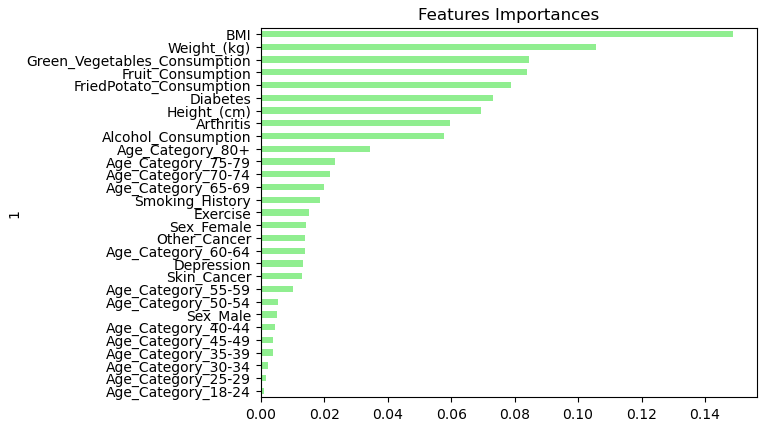 Features Importances
BMI
Weight_(kg)
Green_Vegetables_Consumption
Fruit_Consumption
FriedPotato_Consumption
Diabetes
Height_(cm)
Arthritis
Alcohol_Consumption
Age_Category_80+
Age_Category_75-79
Age_Category_70-74
Age_Category_65-69
Smoking_History
Exercise
Sex_Female
Other_Cancer
Age_Category_60-64
Depression
Skin_Cancer
Age_Category_55-59
Age_Category_50-54
Sex_Male
Age_Category_40-44
Age_Category_45-49
Age_Category_35-39
Age_Category_30-34
Age_Category_25-29
Age_Category_18-24
1
0.00 0.02 0.04 0.06 0.08 0.10 0.12 0.14